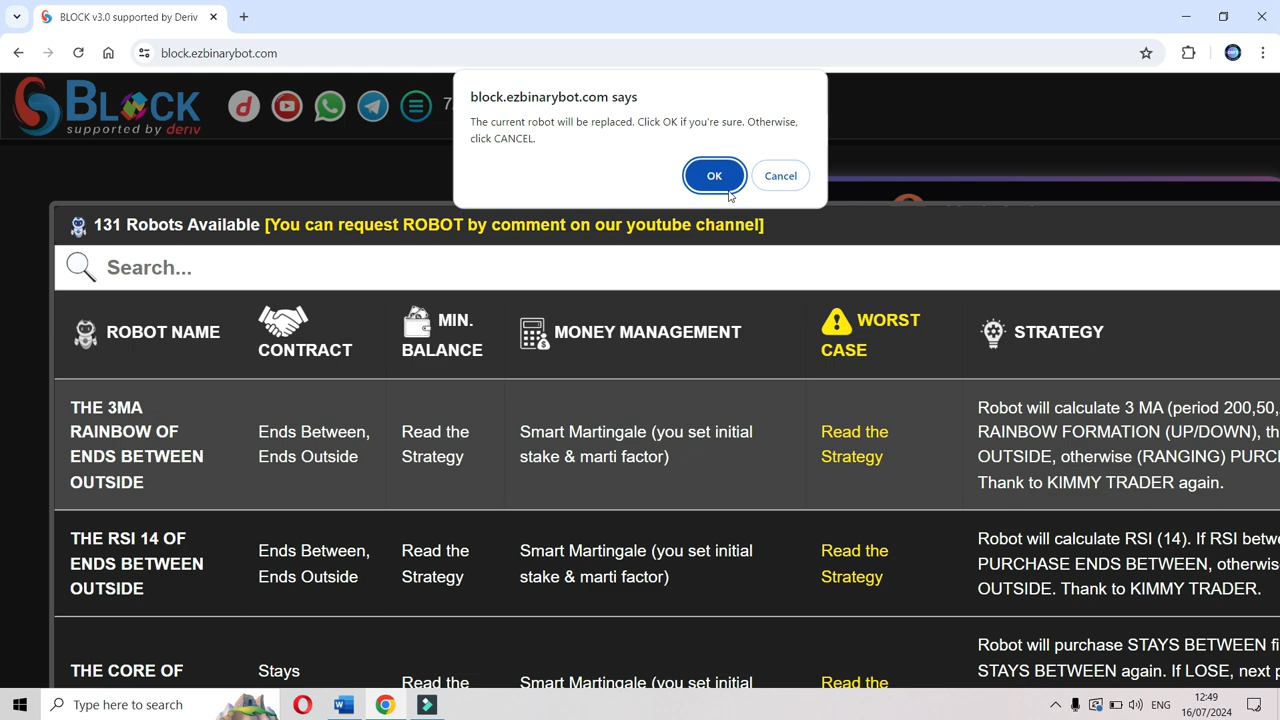 BLOCK v3.0 supported by Deriv
block.ezbinarybot.com
BLOCK
supported by deriv
7
block.ezbinarybot.com says
The current robot will be replaced. Click OK if you're sure. Otherwise,
click CANCEL.
OK
Cancel
131 Robots Available [You can request ROBOT by comment on our youtube channel]
Search...
ROBOT NAME
CONTRACT
MIN.
BALANCE
MONEY MANAGEMENT
WORST
CASE
STRATEGY
THE 3MA
RAINBOW OF
ENDS BETWEEN
OUTSIDE
Ends Between,
Ends Outside
Read the
Strategy
Smart Martingale (you set initial
stake & marti factor)
Read the
Strategy
Robot will calculate 3 MA (period 200,50,
RAINBOW FORMATION (UP/DOWN), th
OUTSIDE, otherwise (RANGING) PURC
Thank to KIMMY TRADER again.
THE RSI 14 OF
ENDS BETWEEN
OUTSIDE
Ends Between,
Ends Outside
Read the
Strategy
Smart Martingale (you set initial
stake & marti factor)
Read the
Strategy
Robot will calculate RSI (14). If RSI betw
PURCHASE ENDS BETWEEN, otherwis
OUTSIDE. Thank to KIMMY TRADER.
THE CORE OF
Stays
Read the
Smart Martingale (you set initial
Read the
Robot will purchase STAYS BETWEEN fi
STAYS BETWEEN again. If LOSE, next p
Type here to search
ENG
12:49
16/07/2024